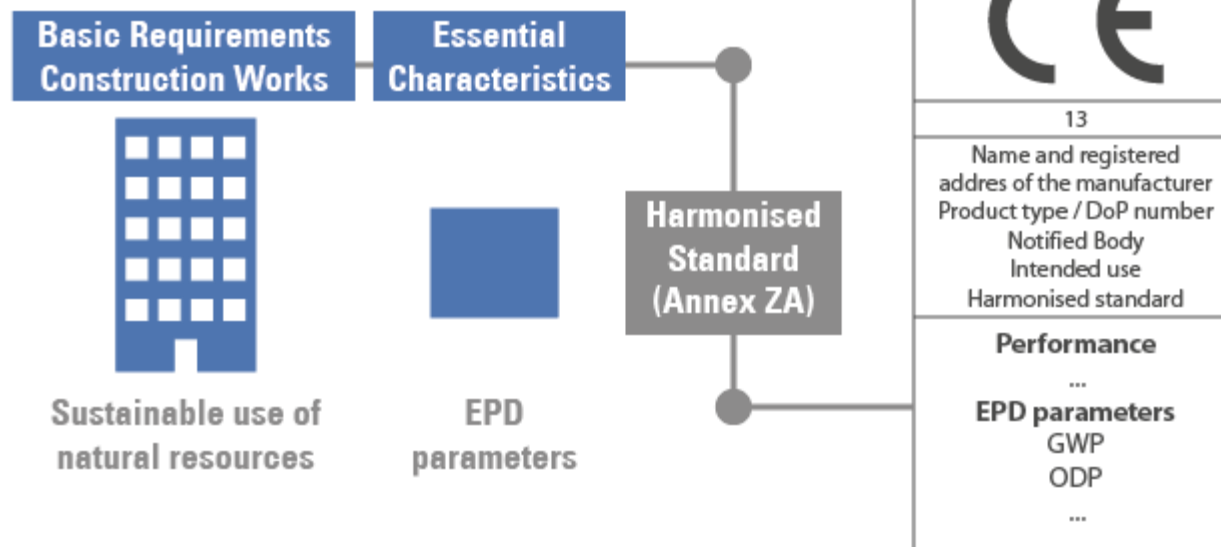 Basic Requirements
Construction Works
Essential
Characteristics
Sustainable use of
natural resources
EPD
parameters
Harmonised
Standard
(Annex ZA)
CE
13
Name and registered
addres of the manufacturer
Product type / DoP number
Notified Body
Intended use
Harmonised standard
Performance
...
EPD parameters
GWP
ODP
...